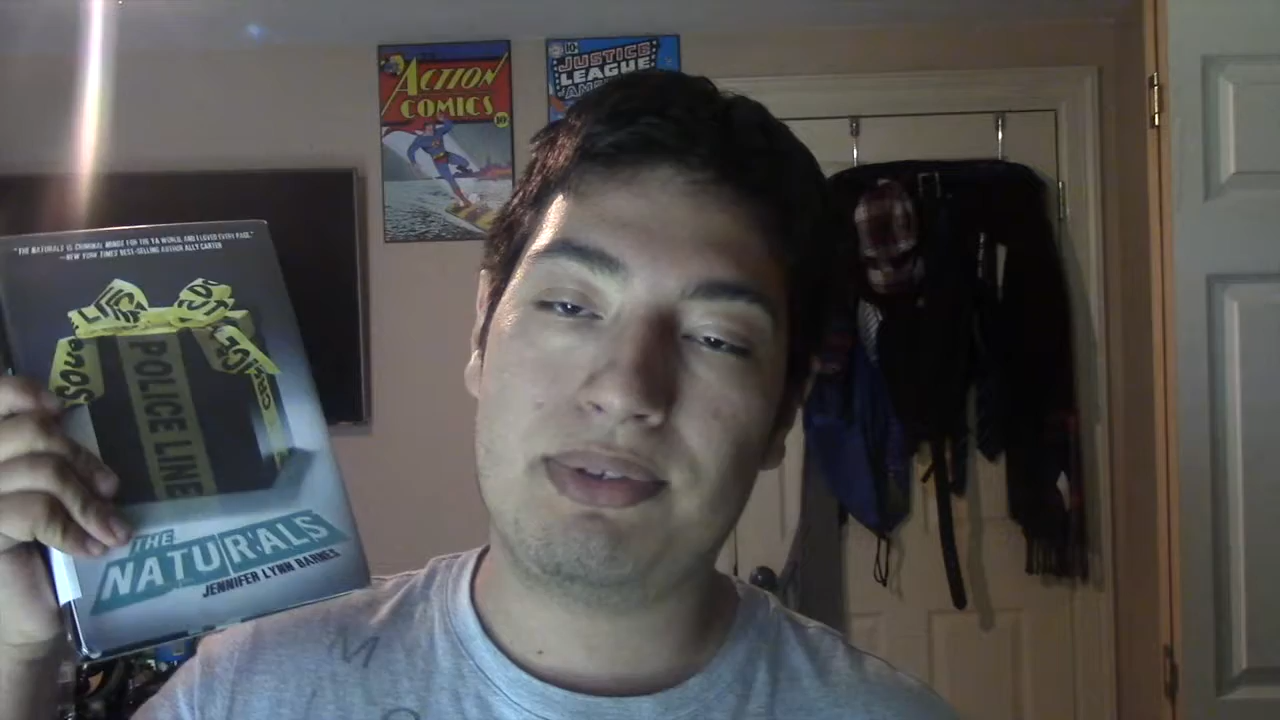 ACTION
COMICS
10¢
10¢
JUSTICE
LEAGUE
"THE NATURALS IS CRIMINAL MINDS FOR THE YA WORLD, AND I LOVED EVERY PAGE."
—NEW YORK TIMES BEST-SELLING AUTHOR ALLY CARTER
POLICE LINE
THE
NATURALS
JENNIFER LYNN BARNES
M